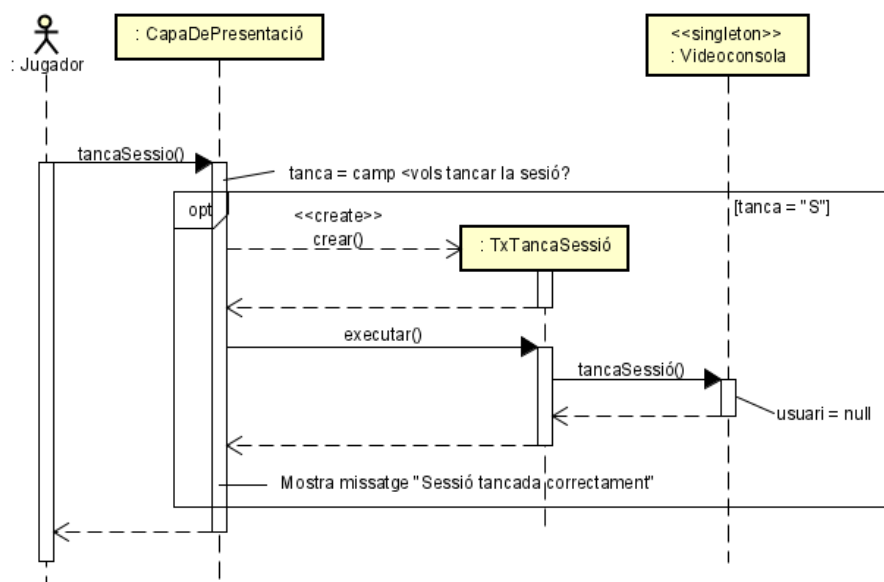 : Jugador
: CapaDePresentació
<<singleton>>
: Videoconsola
tancaSessio()
tanca = camp <vols tancar la sesió?
opt
[tanca = "S"]
<<create>>
crear()
: TxTancaSessió
executar()
tancaSessió()
usuari = null
Mostra missatge "Sessió tancada correctament"